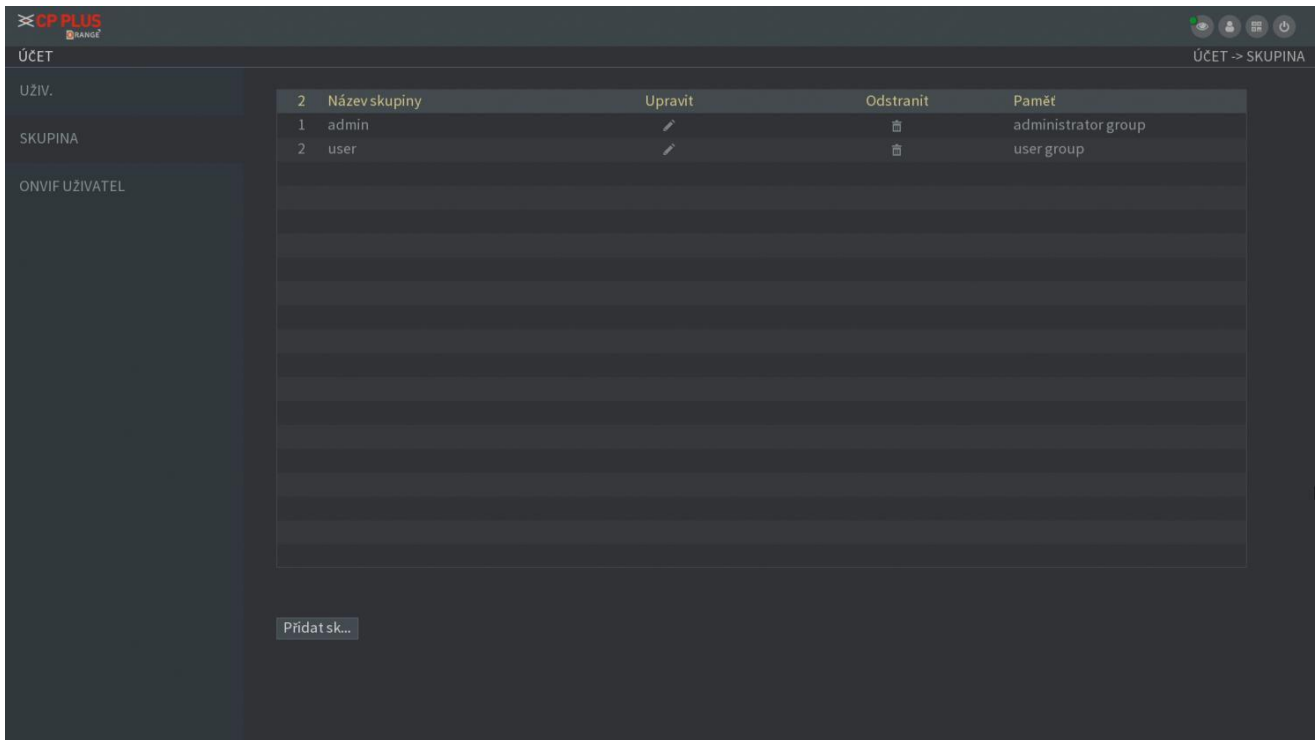 CP PLUS
ORANGE
ÚČET
ÚČET -> SKUPINA
UŽIV.
SKUPINA
ONVIF UŽIVATEL
2 Název skupiny Upravit Odstranit Paměť
1 admin administrator group
2 user user group
Přidat sk...